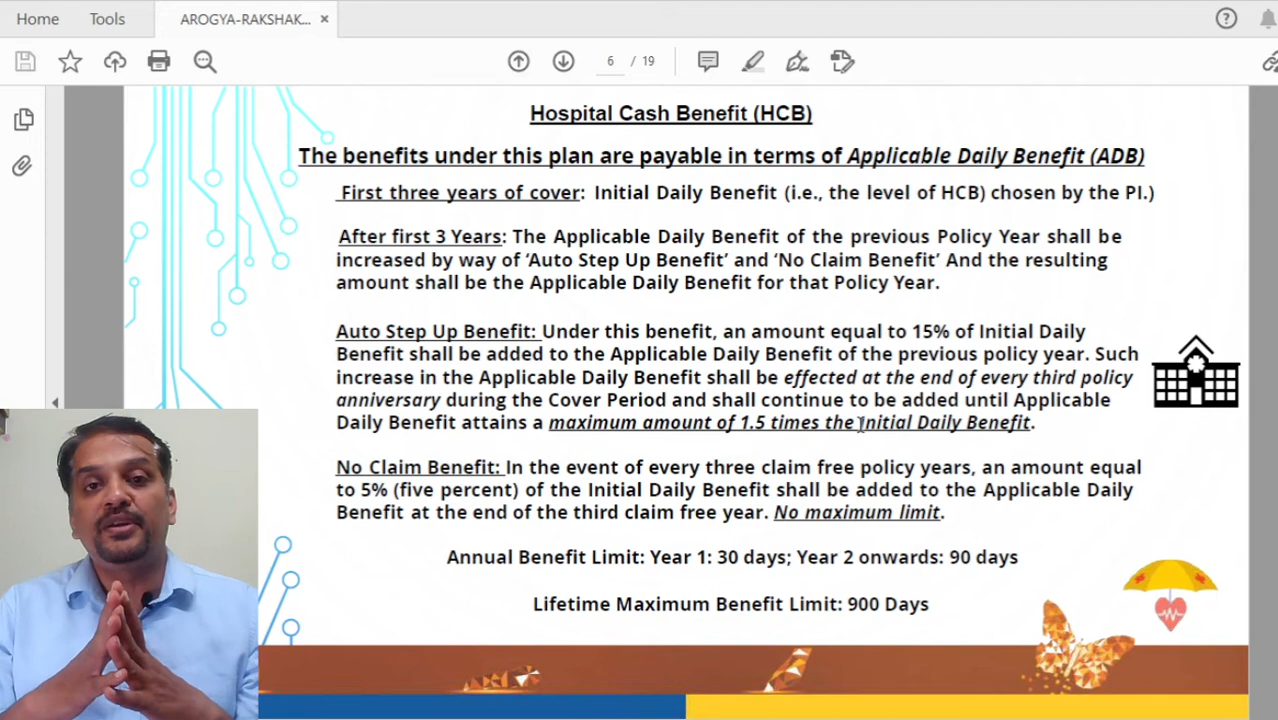 Home
Tools
AROGYA-RAKSHAK... ×
6 / 19
Hospital Cash Benefit (HCB)
The benefits under this plan are payable in terms of Applicable Daily Benefit (ADB)
First three years of cover: Initial Daily Benefit (i.e., the level of HCB) chosen by the PI.)
After first 3 Years: The Applicable Daily Benefit of the previous Policy Year shall be
increased by way of ‘Auto Step Up Benefit’ and ‘No Claim Benefit’ And the resulting
amount shall be the Applicable Daily Benefit for that Policy Year.
Auto Step Up Benefit: Under this benefit, an amount equal to 15% of Initial Daily
Benefit shall be added to the Applicable Daily Benefit of the previous policy year. Such
increase in the Applicable Daily Benefit shall be effected at the end of every third policy
anniversary during the Cover Period and shall continue to be added until Applicable
Daily Benefit attains a maximum amount of 1.5 times the Initial Daily Benefit.
No Claim Benefit: In the event of every three claim free policy years, an amount equal
to 5% (five percent) of the Initial Daily Benefit shall be added to the Applicable Daily
Benefit at the end of the third claim free year. No maximum limit.
Annual Benefit Limit: Year 1: 30 days; Year 2 onwards: 90 days
Lifetime Maximum Benefit Limit: 900 Days